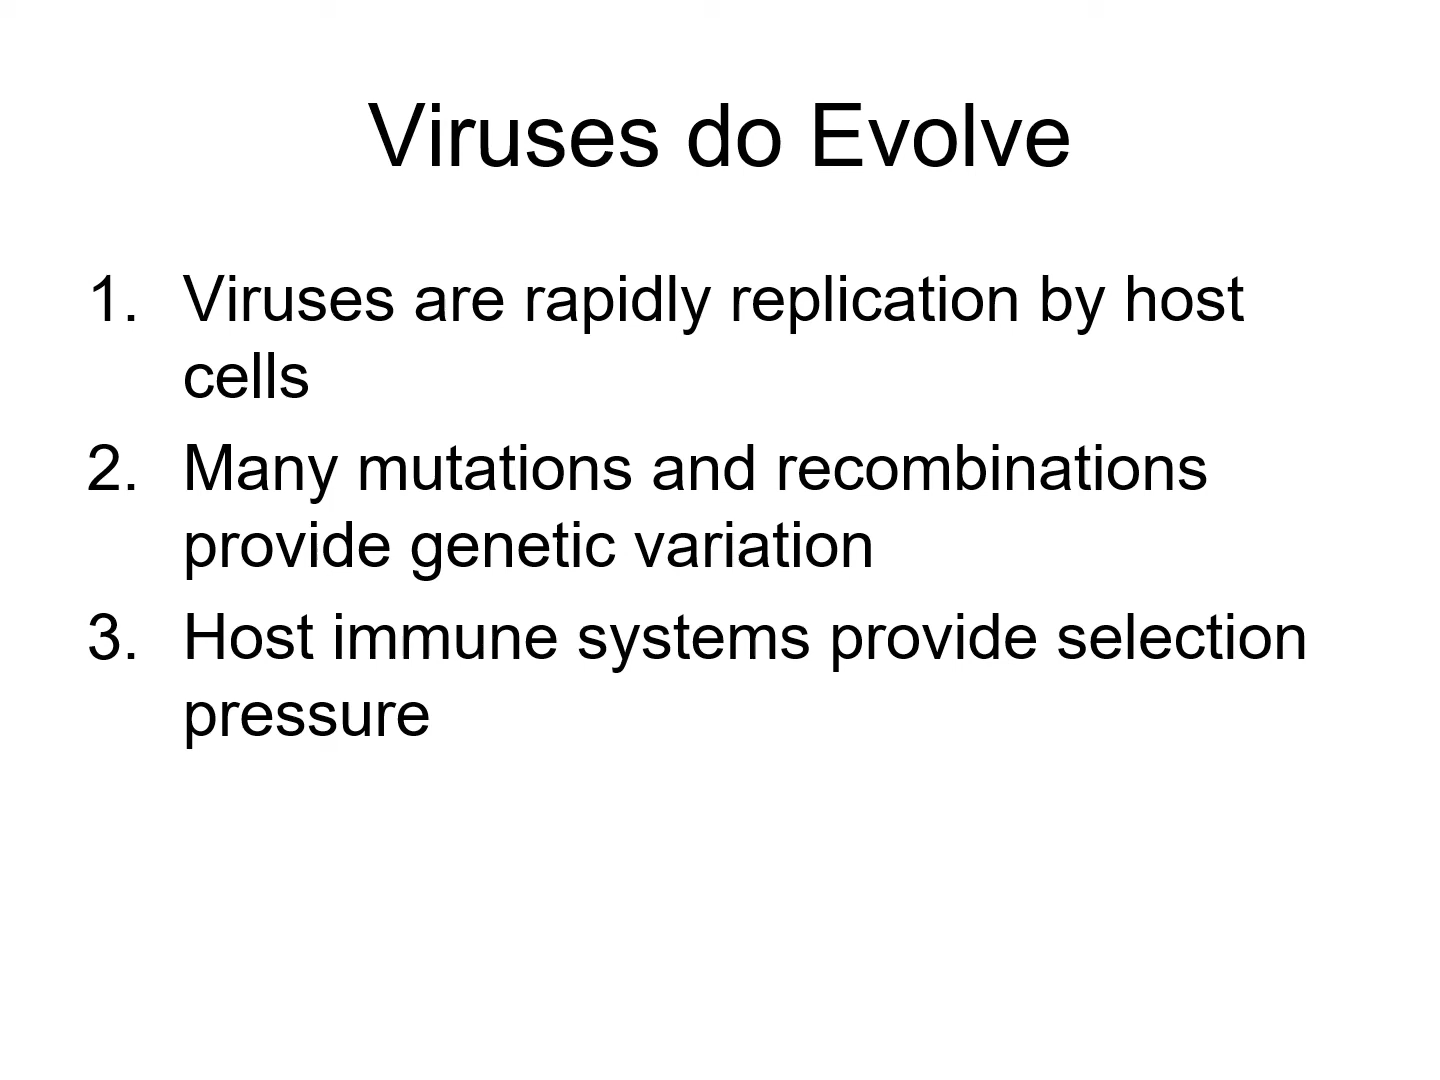 Viruses do Evolve
1. Viruses are rapidly replication by host
cells
2. Many mutations and recombinations
provide genetic variation
3. Host immune systems provide selection
pressure